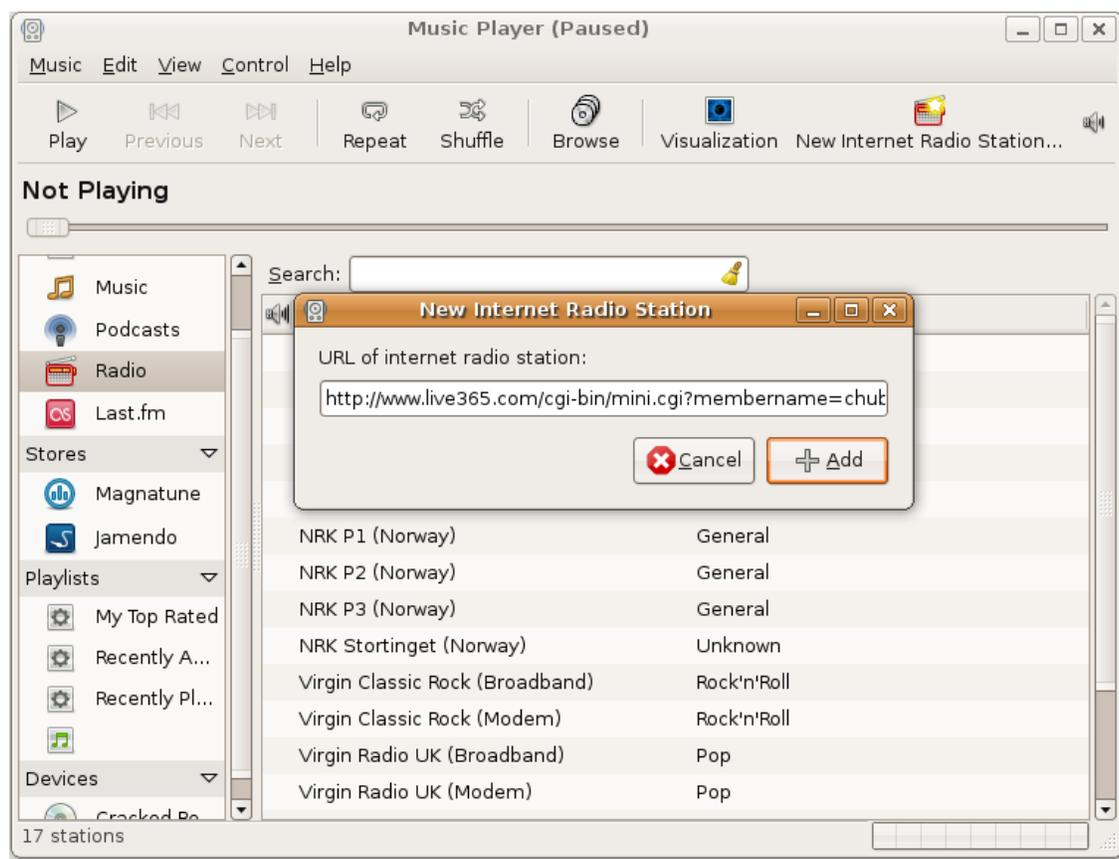 Music Player (Paused)
Music Edit View Control Help
Play Previous Next Repeat Shuffle Browse Visualization New Internet Radio Station...
Not Playing
Music
Podcasts
Radio
Last.fm
Stores
Magnatune
Jamendo
Playlists
My Top Rated
Recently A...
Recently Pl...
Devices
Search:
New Internet Radio Station
URL of internet radio station:
http://www.live365.com/cgi-bin/mini.cgi?membername=chub
Cancel Add
NRK P1 (Norway) General
NRK P2 (Norway) General
NRK P3 (Norway) General
NRK Stortinget (Norway) Unknown
Virgin Classic Rock (Broadband) Rock'n'Roll
Virgin Classic Rock (Modem) Rock'n'Roll
Virgin Radio UK (Broadband) Pop
Virgin Radio UK (Modem) Pop
17 stations